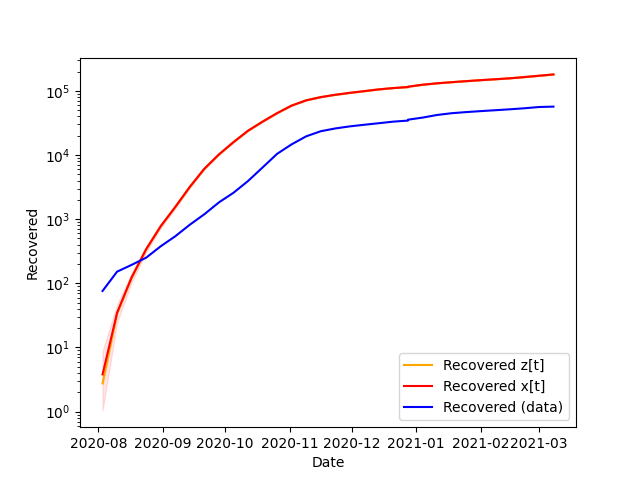 Recovered
10^5
10^4
10^3
10^2
10^1
10^0
Recovered z[t]
Recovered x[t]
Recovered (data)
2020-08 2020-09 2020-10 2020-11 2020-12 2021-01 2021-02 2021-03
Date